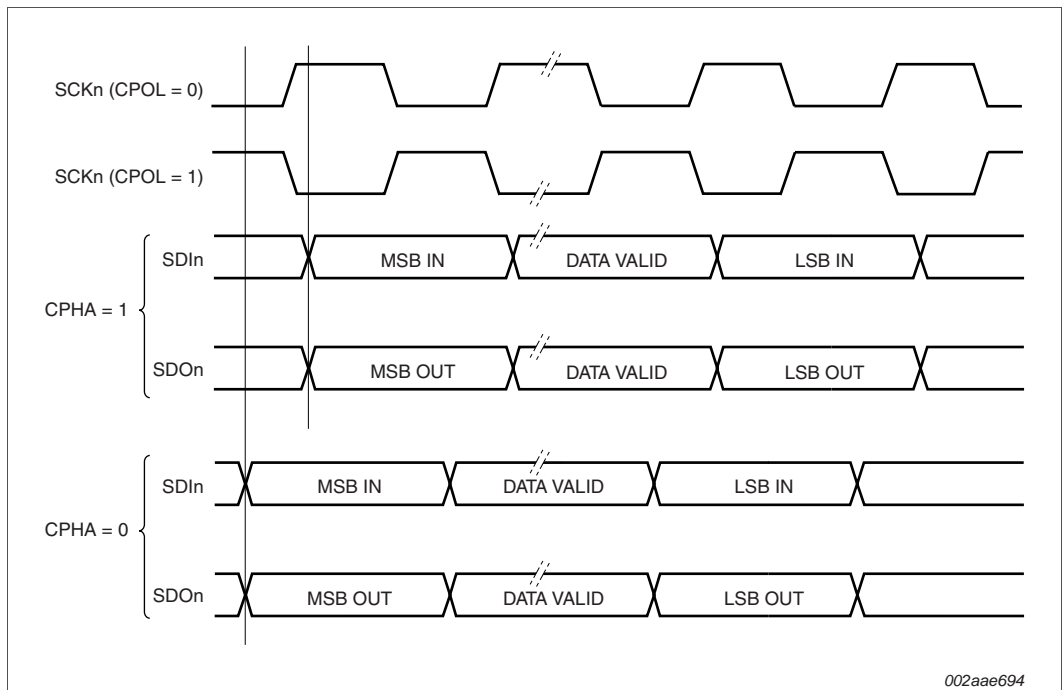 SCKn (CPOL = 0)
SCKn (CPOL = 1)
SDIn
MSB IN
DATA VALID
LSB IN
CPHA = 1
SDOn
MSB OUT
DATA VALID
LSB OUT
SDIn
MSB IN
DATA VALID
LSB IN
CPHA = 0
SDOn
MSB OUT
DATA VALID
LSB OUT
002aae694